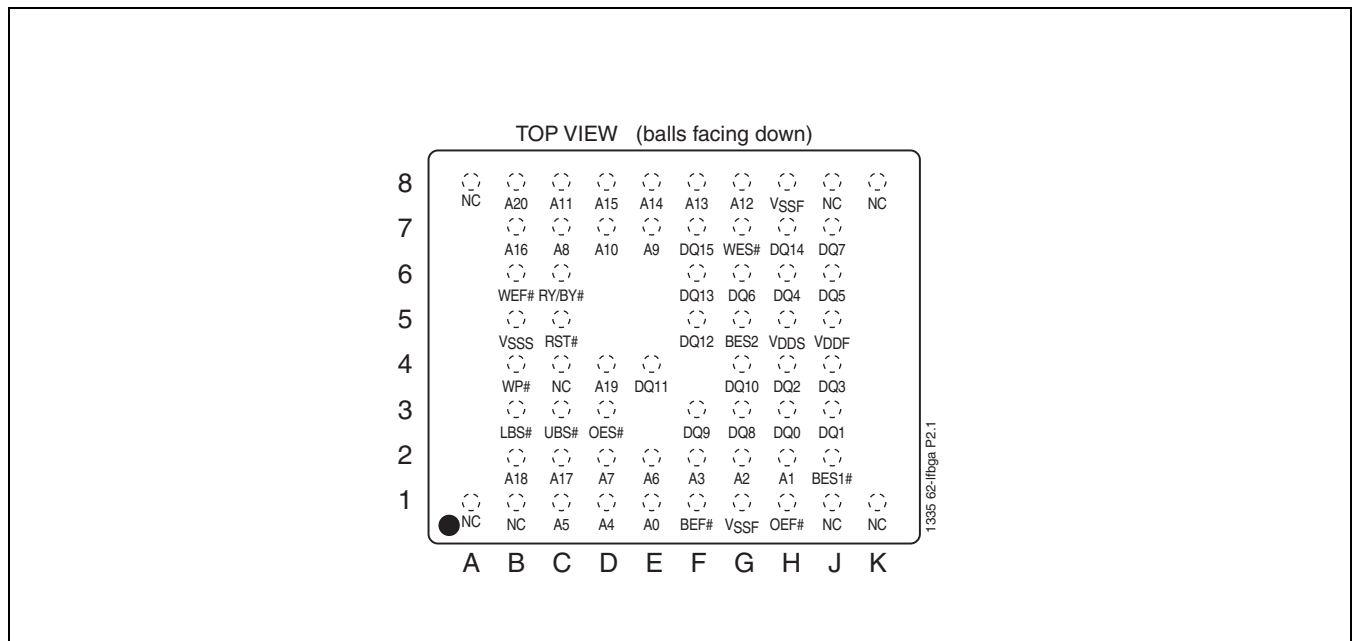 TOP VIEW (balls facing down)
8
NC A20 A11 A15 A14 A13 A12 VSSF NC NC
7
A16 A8 A10 A9 DQ15 WES# DQ14 DQ7
6
WEF# RY/BY# DQ13 DQ6 DQ4 DQ5
5
VSSS RST# DQ12 BES2 VDDS VDDF
4
WP# NC A19 DQ11 DQ10 DQ2 DQ3
3
LBS# UBS# OES# DQ9 DQ8 DQ0 DQ1
2
A18 A17 A7 A6 A3 A2 A1 BES1#
1
NC NC A5 A4 A0 BEF# VSSF OEF# NC NC
A B C D E F G H J K
1335 62-lfbga P2.1